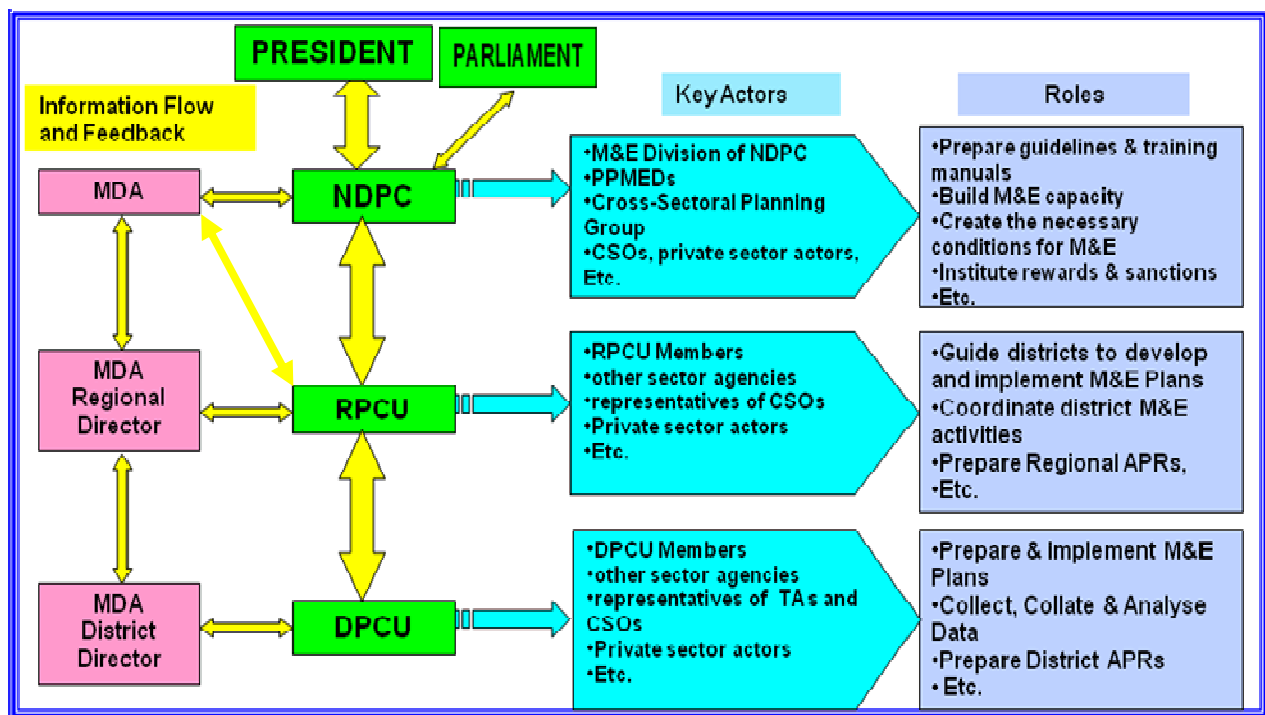 PRESIDENT
PARLIAMENT
Information Flow
and Feedback
Key Actors
Roles
MDA
NDPC
•M&E Division of NDPC
•PPMEDs
•Cross-Sectoral Planning
Group
•CSOs, private sector actors,
Etc.
•Prepare guidelines & training
manuals
•Build M&E capacity
•Create the necessary
conditions for M&E
•Institute rewards & sanctions
•Etc.
MDA
Regional
Director
RPCU
•RPCU Members
•other sector agencies
•representatives of CSOs
•Private sector actors
•Etc.
•Guide districts to develop
and implement M&E Plans
•Coordinate district M&E
activities
•Prepare Regional APRs,
•Etc.
MDA
District
Director
DPCU
•DPCU Members
•other sector agencies
•representatives of TAs and
CSOs
•Private sector actors
•Etc.
•Prepare & Implement M&E
Plans
•Collect, Collate & Analyse
Data
•Prepare District APRs
• Etc.